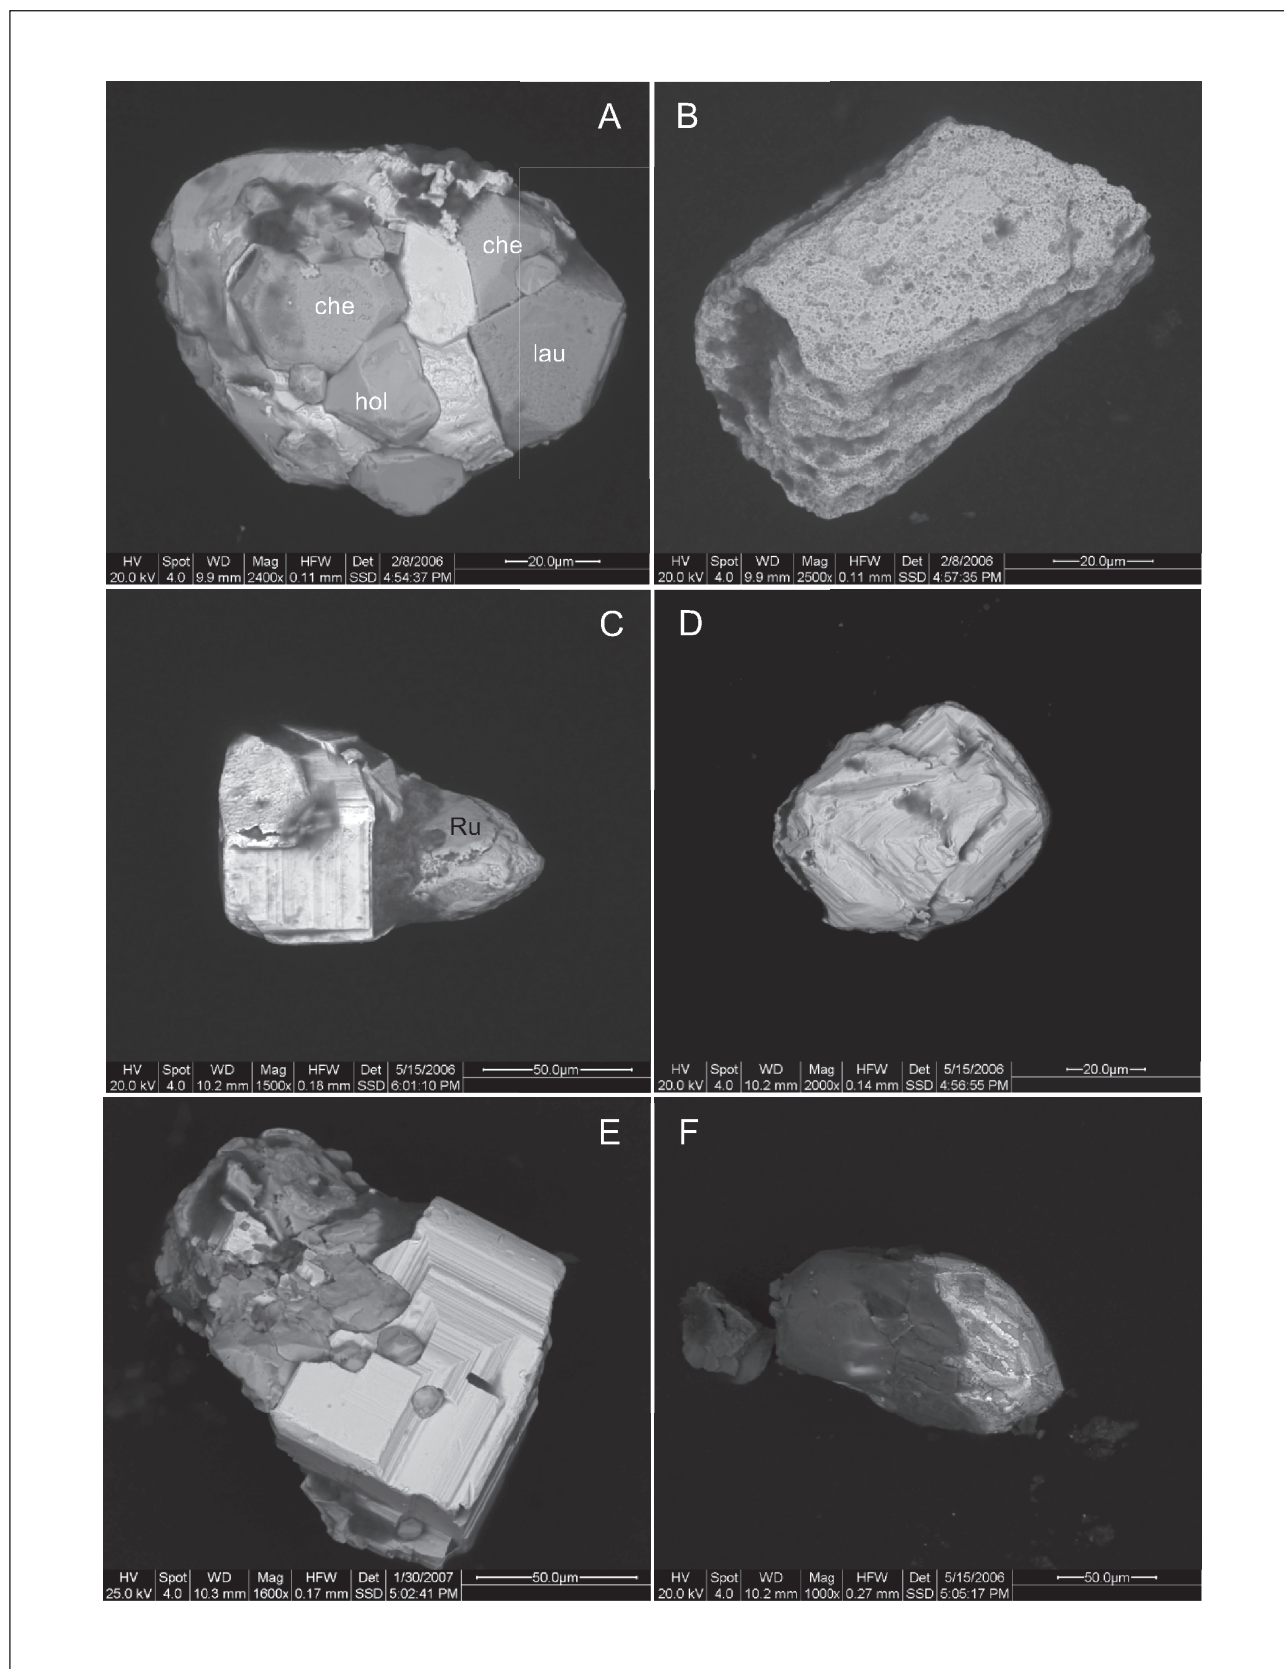 A
che
che
lau
hol
HV Spot WD Mag HFW Det 2/8/2006 20.0µm
20.0 kV 4.0 9.9 mm 2400x 0.11 mm SSD 4:54:37 PM
B
HV Spot WD Mag HFW Det 2/8/2006 20.0µm
20.0 kV 4.0 9.9 mm 2500x 0.11 mm SSD 4:57:35 PM
C
Ru
HV Spot WD Mag HFW Det 5/15/2006 50.0µm
20.0 kV 4.0 10.2 mm 1500x 0.18 mm SSD 6:01:10 PM
D
HV Spot WD Mag HFW Det 5/15/2006 20.0µm
20.0 kV 4.0 10.2 mm 2000x 0.14 mm SSD 4:56:55 PM
E
HV Spot WD Mag HFW Det 1/30/2007 50.0µm
25.0 kV 4.0 10.3 mm 1600x 0.17 mm SSD 5:02:41 PM
F
HV Spot WD Mag HFW Det 5/15/2006 50.0µm
20.0 kV 4.0 10.2 mm 1000x 0.27 mm SSD 5:05:17 PM